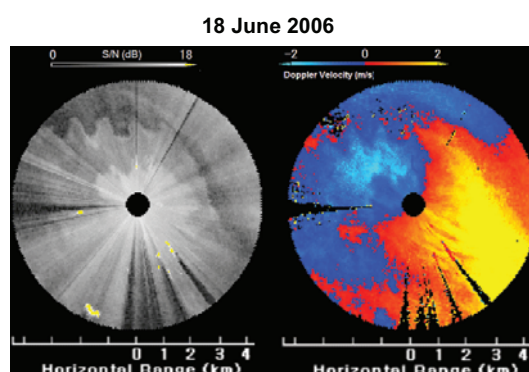 18 June 2006
0 S/N (dB) 18
-2 0 2
Doppler Velocity (m/s)
0 1 2 3 4
0 1 2 3 4
Horizontal Range (km)
Horizontal Range (km)